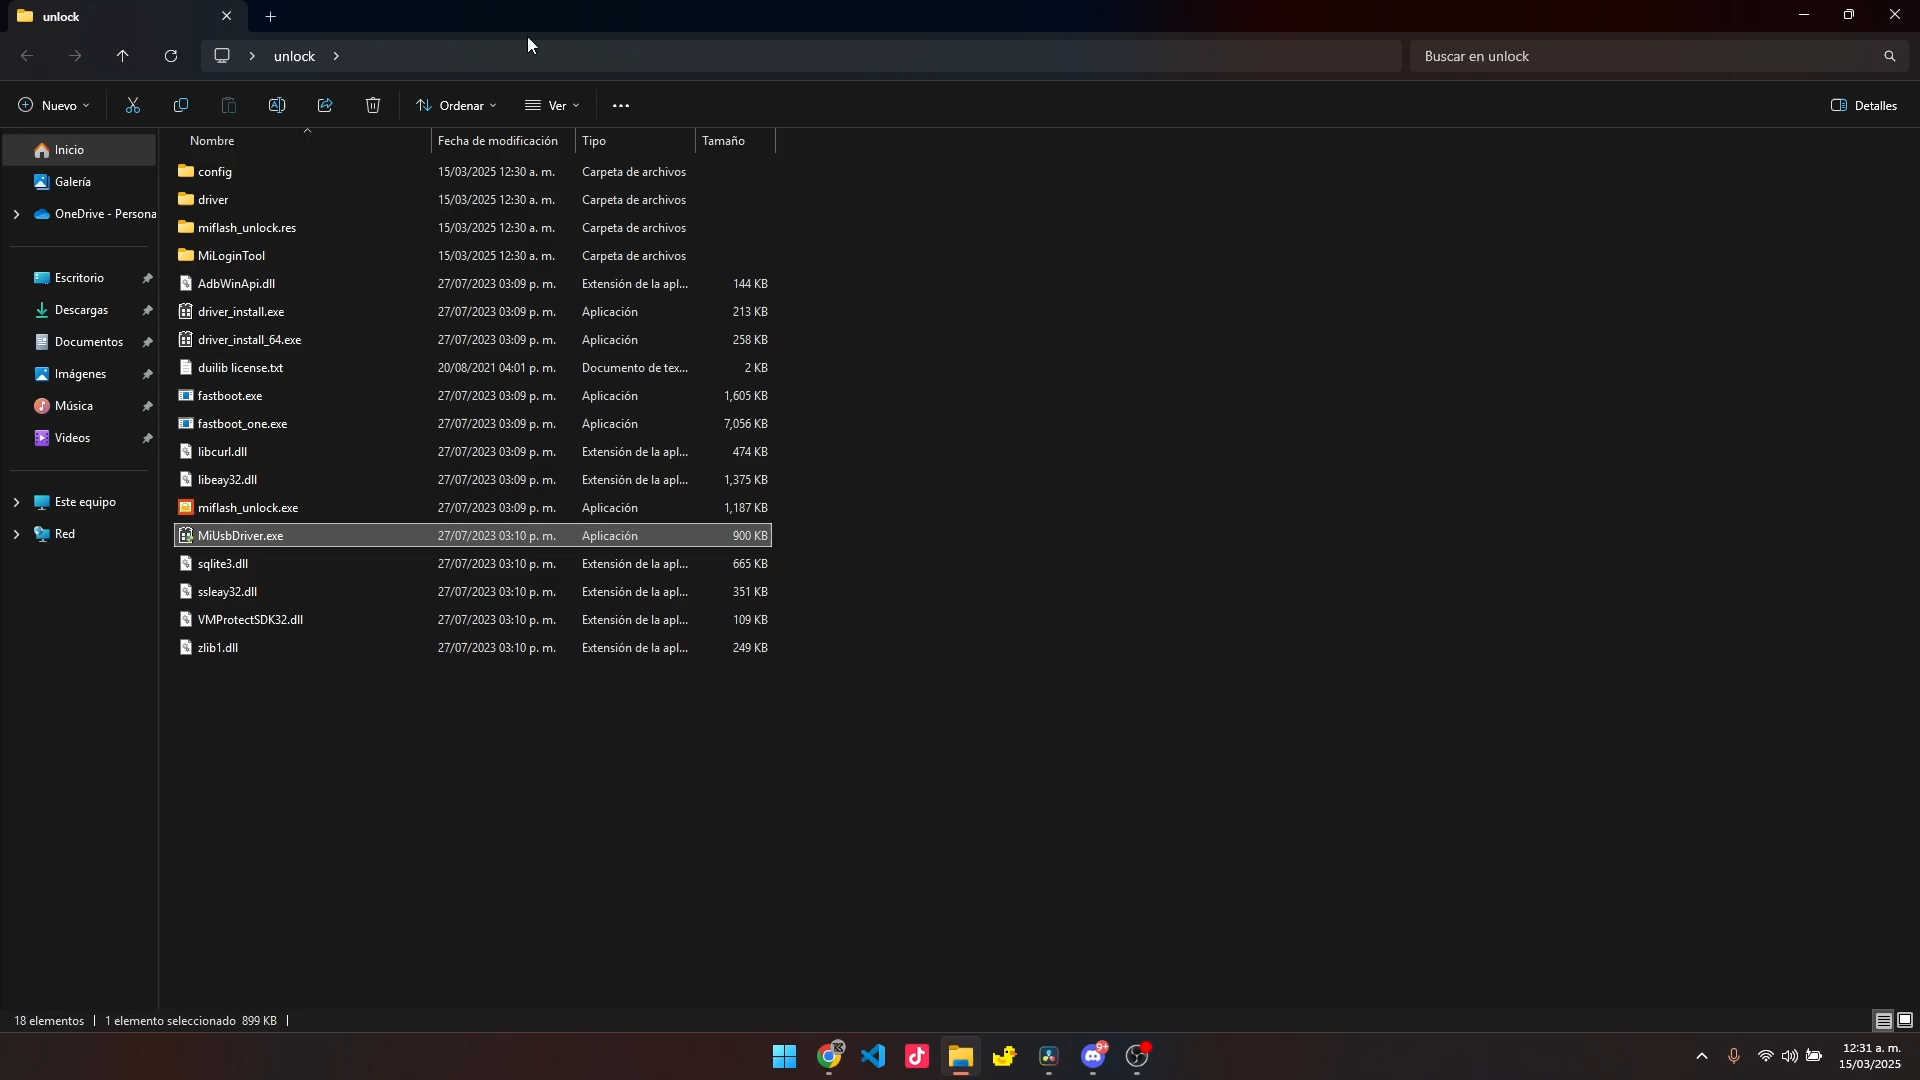 unlock
unlock
Buscar en unlock
Nuevo
Ordenar
Ver
Detalles
Nombre
Fecha de modificación
Tipo
Tamaño
Inicio
Galería
OneDrive - Persona
Escritorio
Descargas
Documentos
Imágenes
Música
Videos
Este equipo
Red
config 15/03/2025 12:30 a. m. Carpeta de archivos
driver 15/03/2025 12:30 a. m. Carpeta de archivos
miflash_unlock.res 15/03/2025 12:30 a. m. Carpeta de archivos
MiLoginTool 15/03/2025 12:30 a. m. Carpeta de archivos
AdbWinApi.dll 27/07/2023 03:09 p. m. Extensión de la apl... 144 KB
driver_install.exe 27/07/2023 03:09 p. m. Aplicación 213 KB
driver_install_64.exe 27/07/2023 03:09 p. m. Aplicación 258 KB
duilib license.txt 20/08/2021 04:01 p. m. Documento de tex... 2 KB
fastboot.exe 27/07/2023 03:09 p. m. Aplicación 1,605 KB
fastboot_one.exe 27/07/2023 03:09 p. m. Aplicación 7,056 KB
libcurl.dll 27/07/2023 03:09 p. m. Extensión de la apl... 474 KB
libeay32.dll 27/07/2023 03:09 p. m. Extensión de la apl... 1,375 KB
miflash_unlock.exe 27/07/2023 03:09 p. m. Aplicación 1,187 KB
MiUsbDriver.exe 27/07/2023 03:10 p. m. Aplicación 900 KB
sqlite3.dll 27/07/2023 03:10 p. m. Extensión de la apl... 665 KB
ssleay32.dll 27/07/2023 03:10 p. m. Extensión de la apl... 351 KB
VMProtectSDK32.dll 27/07/2023 03:10 p. m. Extensión de la apl... 109 KB
zlib1.dll 27/07/2023 03:10 p. m. Extensión de la apl... 249 KB
18 elementos
1 elemento seleccionado 899 KB
9+
12:31 a. m.
15/03/2025